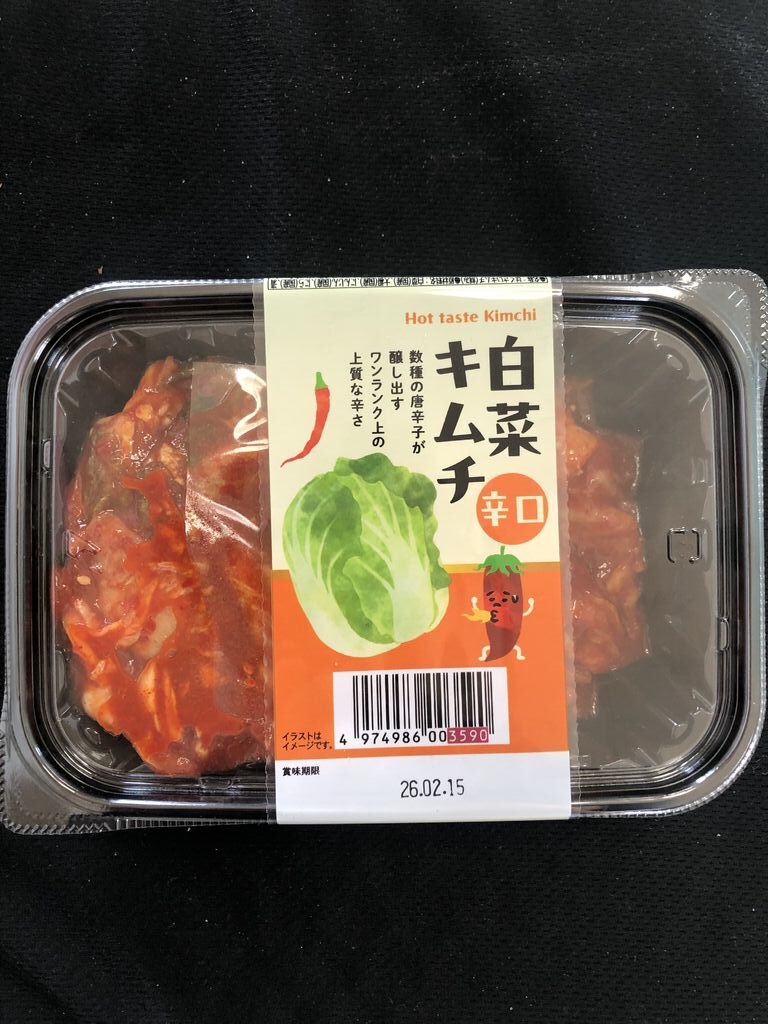 Hot taste Kimchi
白菜
キムチ
辛口
数種の唐辛子が
醸し出す
ワンランク上の
上質な辛さ
イラストは
イメージです。
4 974986 003590
賞味期限
26.02.15